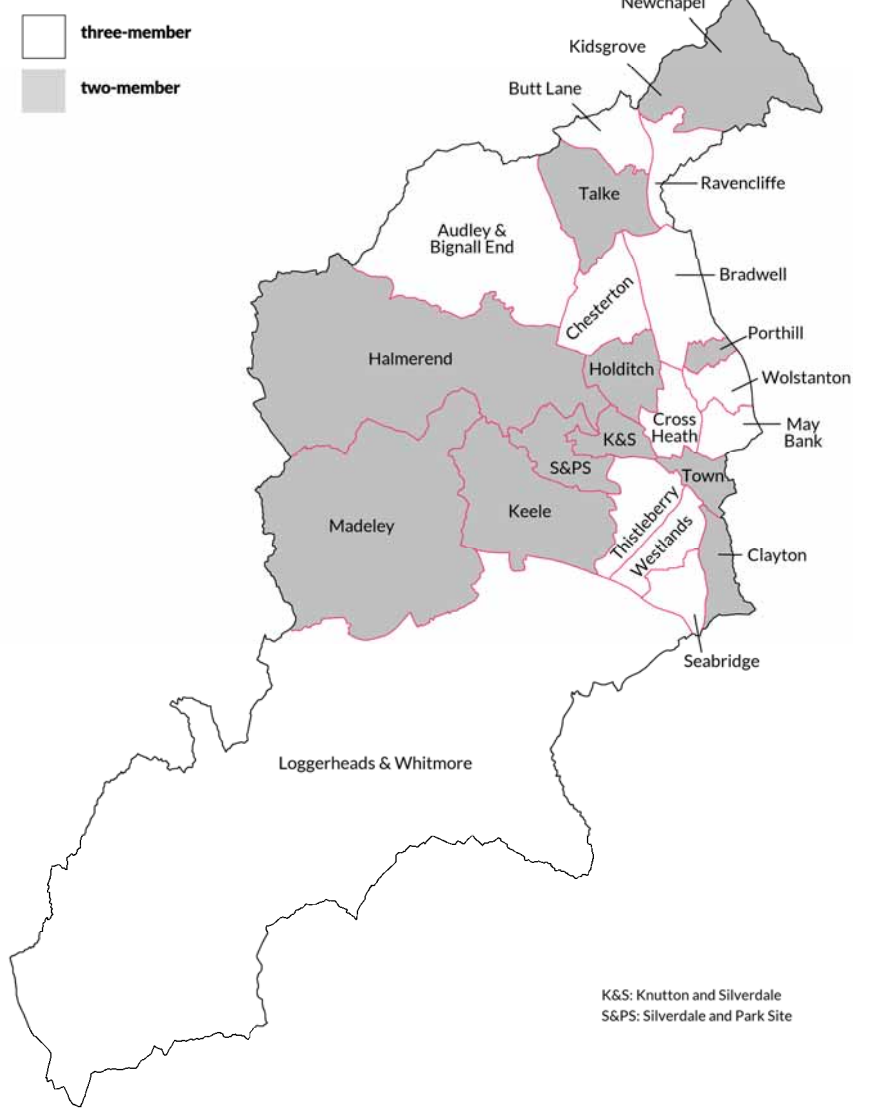 Newchapel
three-member
Kidsgrove
two-member
Butt Lane
Ravencliffe
Talke
Audley &
Bignall End
Bradwell
Chesterton
Porthill
Halmerend
Holditch
Wolstanton
Cross
Heath
May
Bank
K&S
S&PS
Town
Keele
Madeley
Thistleberry
Westlands
Clayton
Seabridge
Loggerheads & Whitmore
K&S: Knutton and Silverdale
S&PS: Silverdale and Park Site